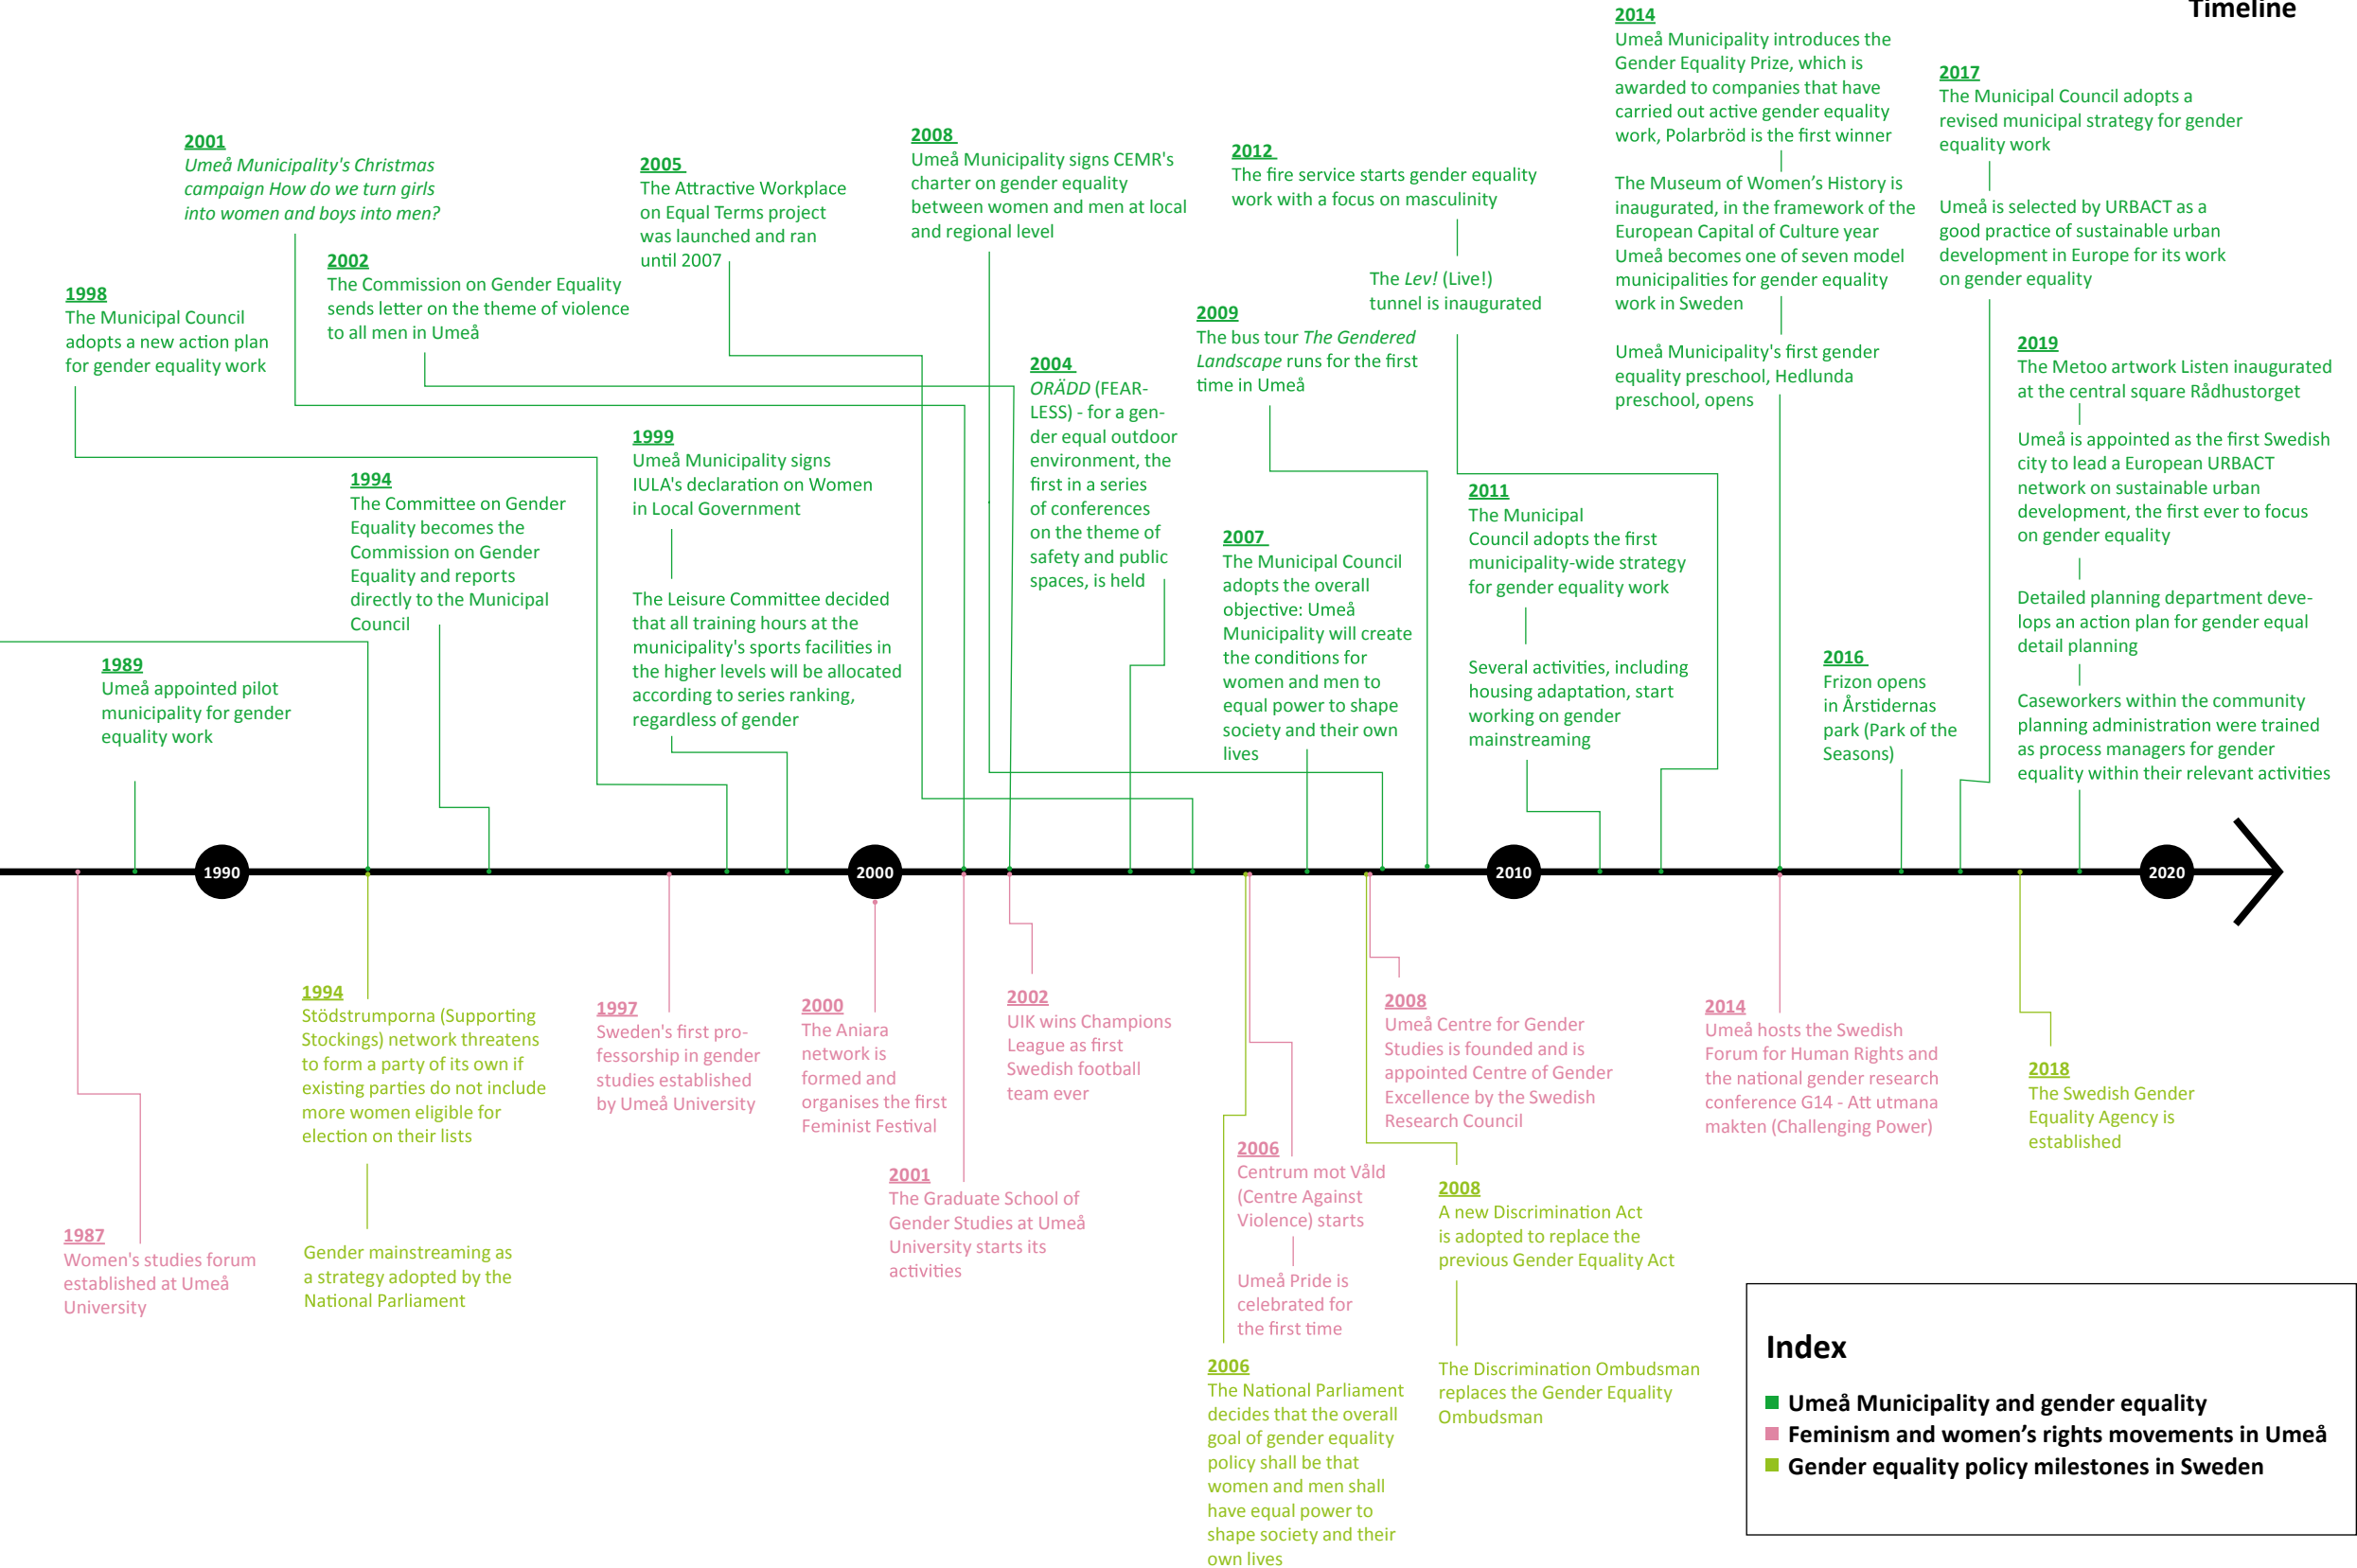 Timeline
2014
Umeå Municipality introduces the
Gender Equality Prize, which is
awarded to companies that have
carried out active gender equality
work, Polarbröd is the first winner
The Museum of Women’s History is
inaugurated, in the framework of the
European Capital of Culture year
Umeå becomes one of seven model
municipalities for gender equality
work in Sweden
Umeå Municipality's first gender
equality preschool, Hedlunda
preschool, opens
2017
The Municipal Council adopts a
revised municipal strategy for gender
equality work
Umeå is selected by URBACT as a
good practice of sustainable urban
development in Europe for its work
on gender equality
2001
Umeå Municipality's Christmas
campaign How do we turn girls
into women and boys into men?
2005
The Attractive Workplace
on Equal Terms project
was launched and ran
until 2007
2008
Umeå Municipality signs CEMR's
charter on gender equality
between women and men at local
and regional level
2012
The fire service starts gender equality
work with a focus on masculinity
The Lev! (Live!)
tunnel is inaugurated
2002
The Commission on Gender Equality
sends letter on the theme of violence
to all men in Umeå
1998
The Municipal Council
adopts a new action plan
for gender equality work
2009
The bus tour The Gendered
Landscape runs for the first
time in Umeå
2004
ORÄDD (FEAR-
LESS) - for a gen-
der equal outdoor
environment, the
first in a series
of conferences
on the theme of
safety and public
spaces, is held
2019
The Metoo artwork Listen inaugurated
at the central square Rådhustorget
Umeå is appointed as the first Swedish
city to lead a European URBACT
network on sustainable urban
development, the first ever to focus
on gender equality
Detailed planning department deve-
lops an action plan for gender equal
detail planning
Caseworkers within the community
planning administration were trained
as process managers for gender
equality within their relevant activities
1999
Umeå Municipality signs
IULA's declaration on Women
in Local Government
The Leisure Committee decided
that all training hours at the
municipality's sports facilities in
the higher levels will be allocated
according to series ranking,
regardless of gender
1994
The Committee on Gender
Equality becomes the
Commission on Gender
Equality and reports
directly to the Municipal
Council
2011
The Municipal
Council adopts the first
municipality-wide strategy
for gender equality work
Several activities, including
housing adaptation, start
working on gender
mainstreaming
2007
The Municipal Council
adopts the overall
objective: Umeå
Municipality will create
the conditions for
women and men to
equal power to shape
society and their own
lives
1989
Umeå appointed pilot
municipality for gender
equality work
2016
Frizon opens
in Årstidernas
park (Park of the
Seasons)
1990
2000
2010
2020
1994
Stödstrumporna (Supporting
Stockings) network threatens
to form a party of its own if
existing parties do not include
more women eligible for
election on their lists
Gender mainstreaming as
a strategy adopted by the
National Parliament
1997
Sweden's first pro-
fessorship in gender
studies established
by Umeå University
2000
The Aniara
network is
formed and
organises the first
Feminist Festival
2002
UIK wins Champions
League as first
Swedish football
team ever
2008
Umeå Centre for Gender
Studies is founded and is
appointed Centre of Gender
Excellence by the Swedish
Research Council
2014
Umeå hosts the Swedish
Forum for Human Rights and
the national gender research
conference G14 - Att utmana
makten (Challenging Power)
2018
The Swedish Gender
Equality Agency is
established
2001
The Graduate School of
Gender Studies at Umeå
University starts its
activities
2006
Centrum mot Våld
(Centre Against
Violence) starts
Umeå Pride is
celebrated for
the first time
2008
A new Discrimination Act
is adopted to replace the
previous Gender Equality Act
The Discrimination Ombudsman
replaces the Gender Equality
Ombudsman
1987
Women's studies forum
established at Umeå
University
2006
The National Parliament
decides that the overall
goal of gender equality
policy shall be that
women and men shall
have equal power to
shape society and their
own lives
Index
Umeå Municipality and gender equality
Feminism and women’s rights movements in Umeå
Gender equality policy milestones in Sweden